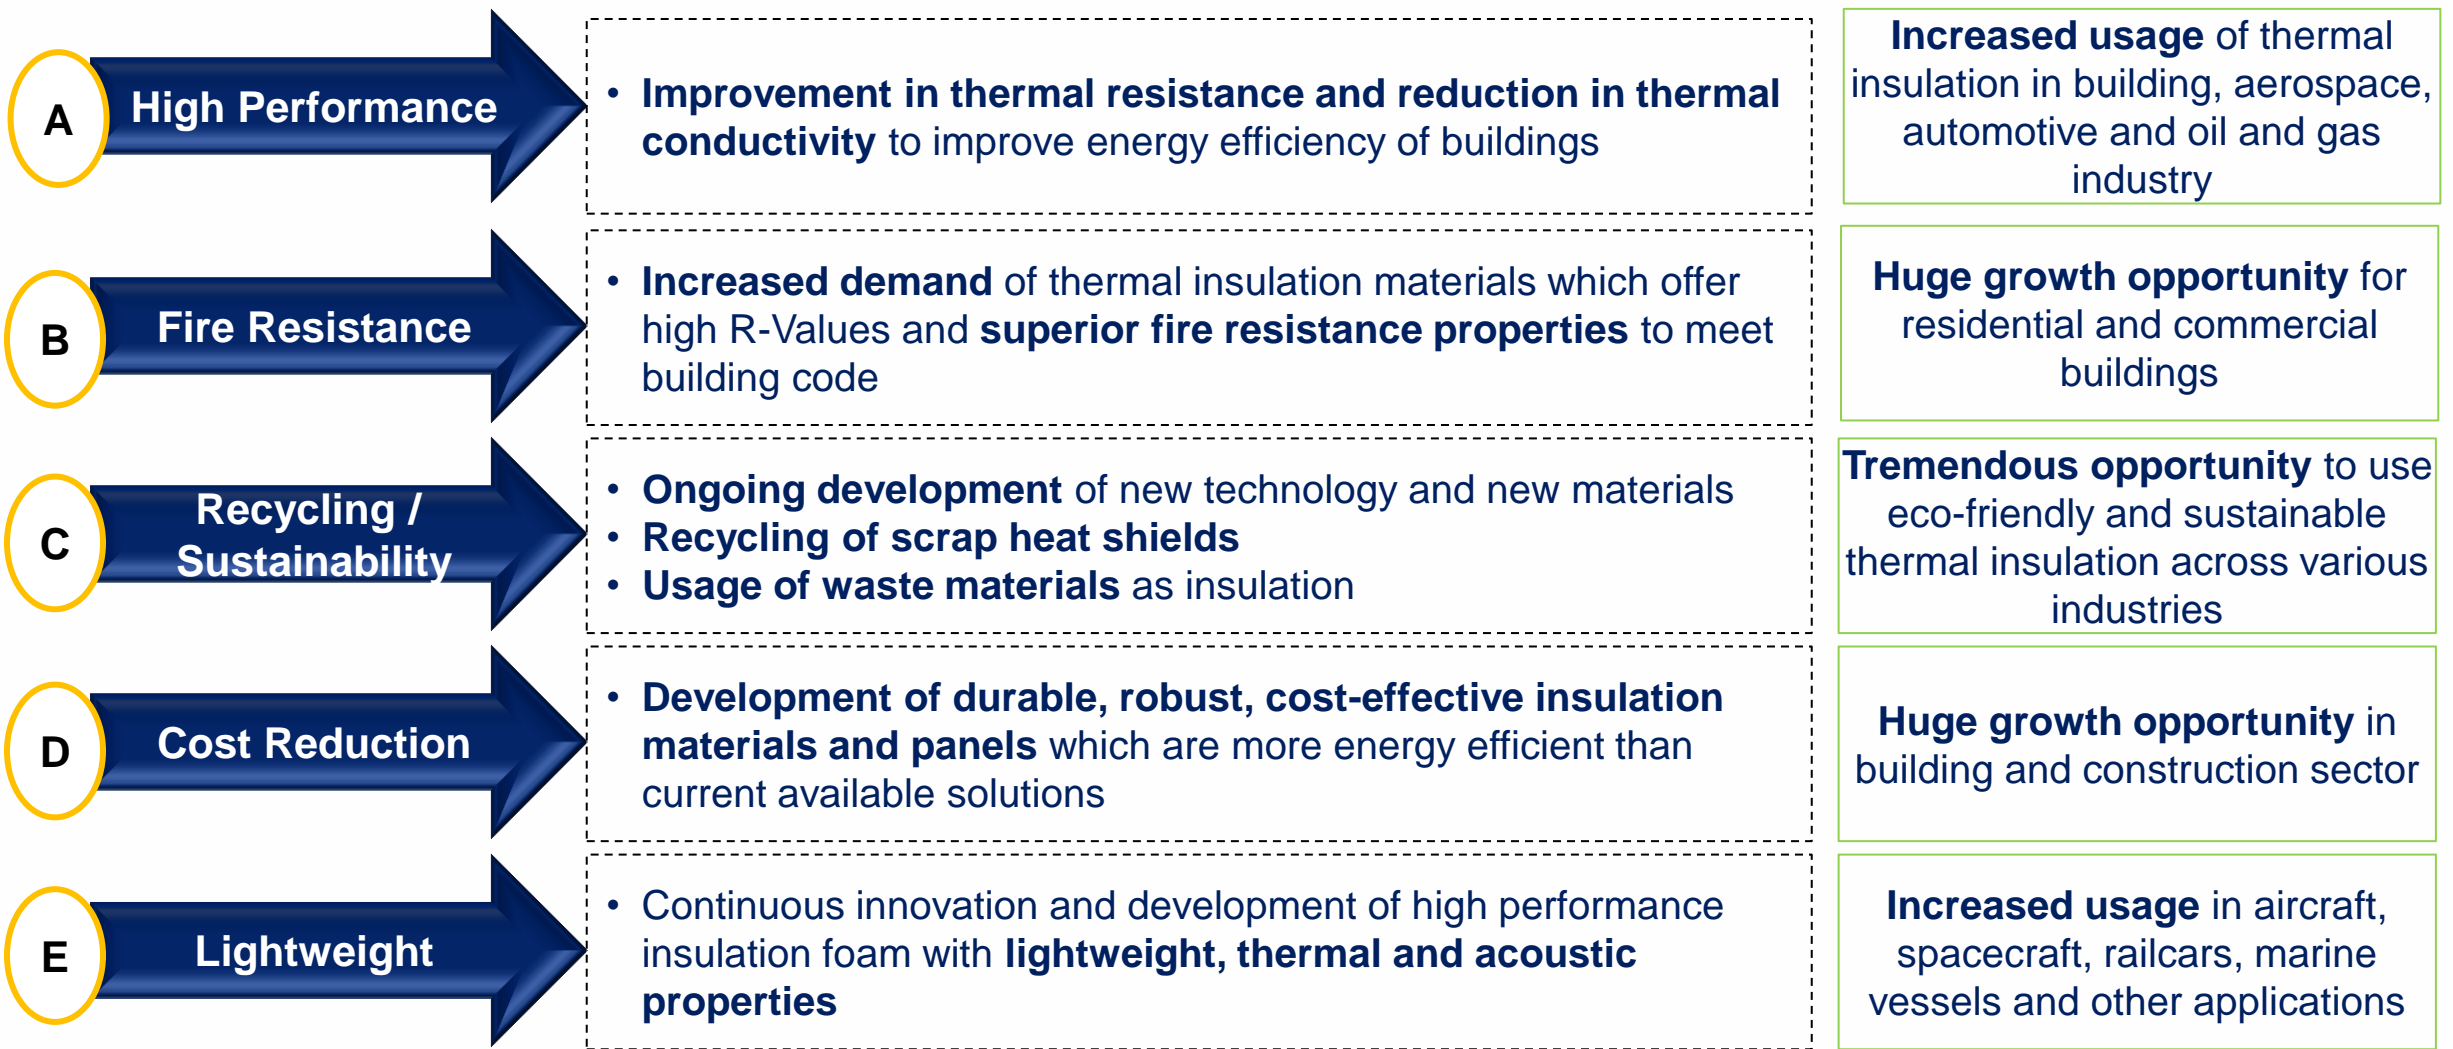 A
High Performance
• Improvement in thermal resistance and reduction in thermal
conductivity to improve energy efficiency of buildings
Increased usage of thermal
insulation in building, aerospace,
automotive and oil and gas
industry
B
Fire Resistance
• Increased demand of thermal insulation materials which offer
high R-Values and superior fire resistance properties to meet
building code
Huge growth opportunity for
residential and commercial
buildings
C
Recycling /
Sustainability
• Ongoing development of new technology and new materials
• Recycling of scrap heat shields
• Usage of waste materials as insulation
Tremendous opportunity to use
eco-friendly and sustainable
thermal insulation across various
industries
D
Cost Reduction
• Development of durable, robust, cost-effective insulation
materials and panels which are more energy efficient than
current available solutions
Huge growth opportunity in
building and construction sector
E
Lightweight
• Continuous innovation and development of high performance
insulation foam with lightweight, thermal and acoustic
properties
Increased usage in aircraft,
spacecraft, railcars, marine
vessels and other applications